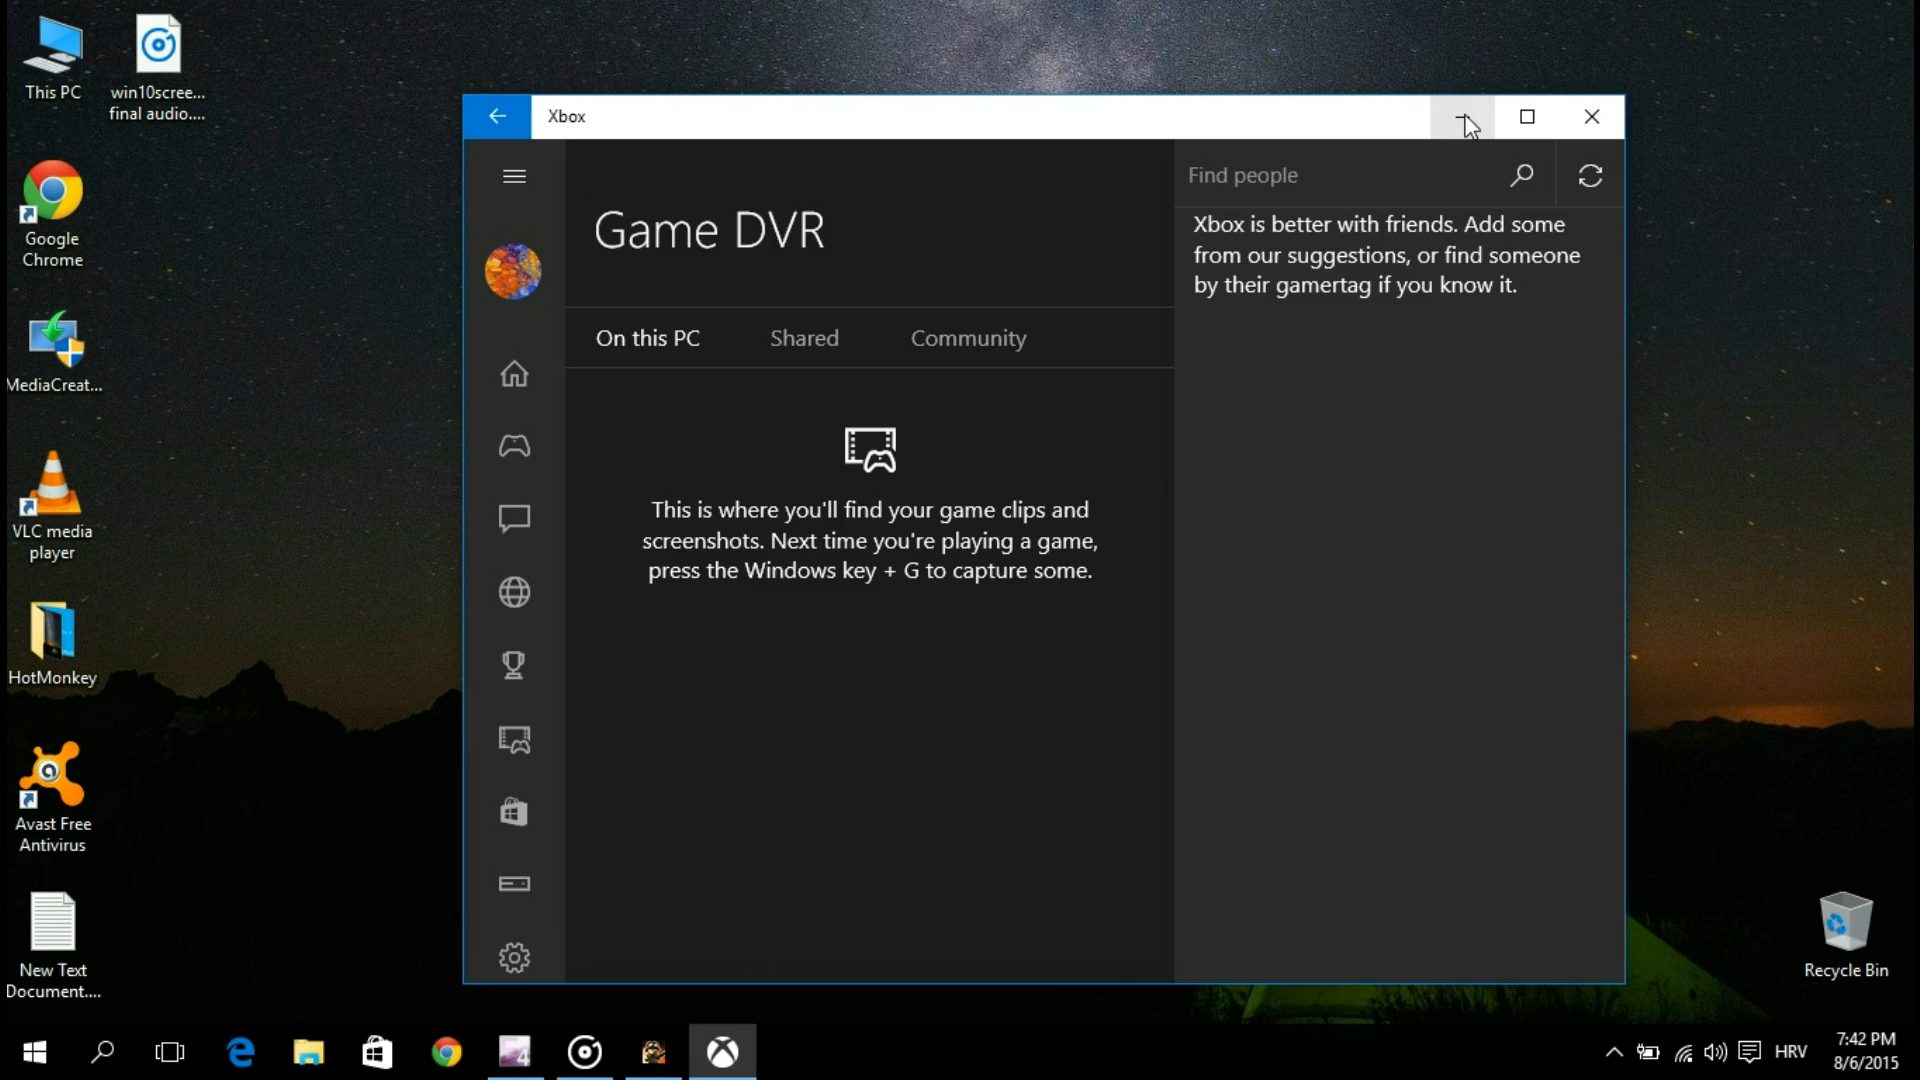 This PC
win10scree...
final audio....
Google
Chrome
MediaCreat...
VLC media
player
HotMonkey
Avast Free
Antivirus
New Text
Document....
Xbox
Game DVR
On this PC
Shared
Community
This is where you'll find your game clips and
screenshots. Next time you're playing a game,
press the Windows key + G to capture some.
Find people
Xbox is better with friends. Add some
from our suggestions, or find someone
by their gamertag if you know it.
Recycle Bin
4
HRV
7:42 PM
8/6/2015